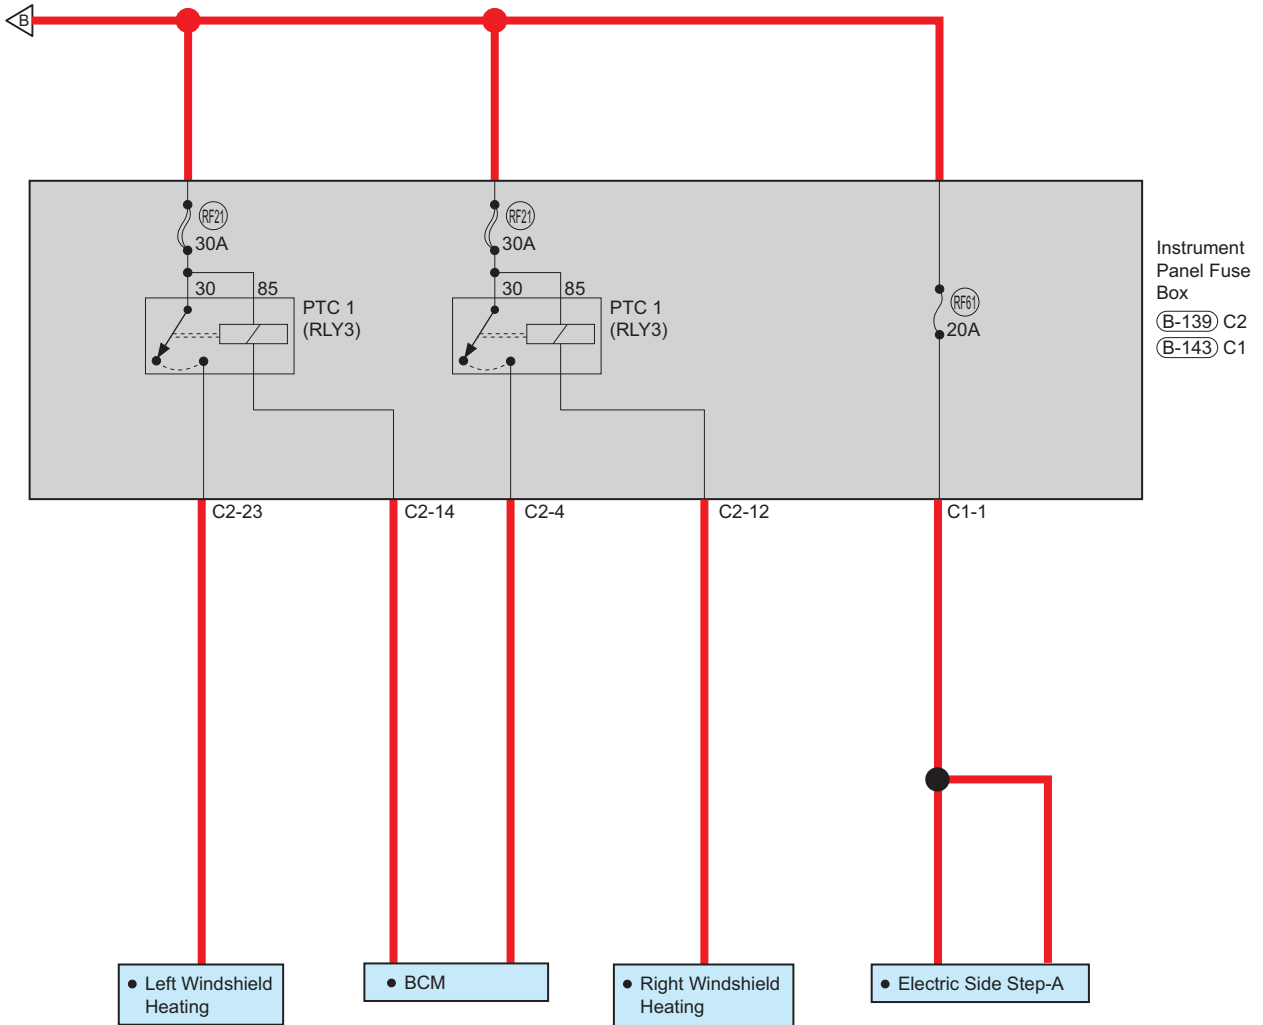 B
RF21
30A
30
85
PTC 1
(RLY3)
RF21
30A
30
85
PTC 1
(RLY3)
RF61
20A
Instrument
Panel Fuse
Box
B-139 C2
B-143 C1
C2-23
C2-14
C2-4
C2-12
C1-1
Left Windshield
Heating
BCM
Right Windshield
Heating
Electric Side Step-A